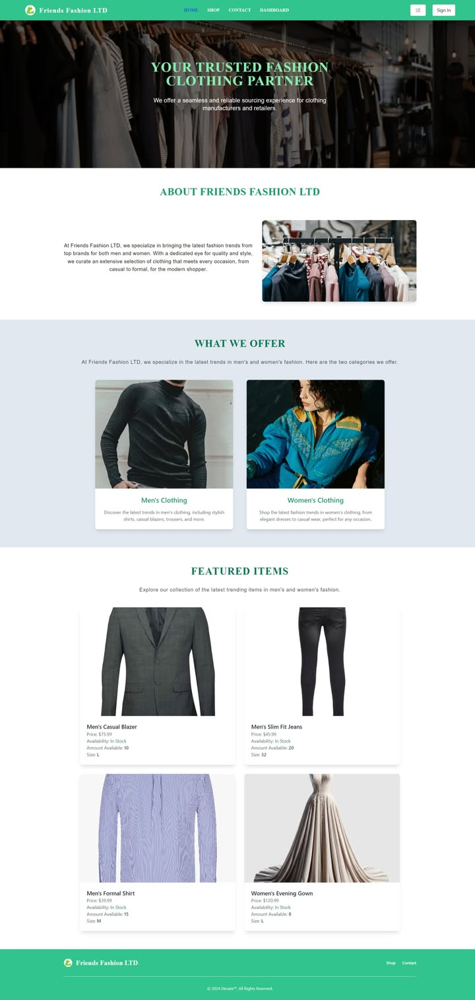 Friends Fashion LTD
HOME SHOP CONTACT DASHBOARD
Sign In
YOUR TRUSTED FASHION
CLOTHING PARTNER
We offer a seamless and reliable sourcing experience for clothing
manufacturers and retailers.
ABOUT FRIENDS FASHION LTD
At Friends Fashion LTD, we specialize in bringing the latest fashion trends from
top brands for both men and women. With a dedicated eye for quality and style,
we curate an extensive selection of clothing that meets every occasion, from
casual to formal, for the modern shopper.
WHAT WE OFFER
At Friends Fashion LTD, we specialize in the latest trends in men's and women's fashion. Here are the two categories we offer.
Men's Clothing
Discover the latest trends in men's clothing, including stylish
shirts, casual blazers, trousers, and more.
Women's Clothing
Shop the latest fashion trends in women's clothing, from
elegant dresses to casual wear, perfect for any occasion.
FEATURED ITEMS
Explore our collection of the latest trending items in men's and women's fashion.
Men's Casual Blazer
Price: $75.99
Availability: In Stock
Amount Available: 10
Size: L
Men's Slim Fit Jeans
Price: $45.99
Availability: In Stock
Amount Available: 20
Size: 32
Men's Formal Shirt
Price: $39.99
Availability: In Stock
Amount Available: 15
Size: M
Women's Evening Gown
Price: $120.99
Availability: In Stock
Amount Available: 8
Size: L
Friends Fashion LTD
Shop Contact
© 2024 Elevate™. All Rights Reserved.